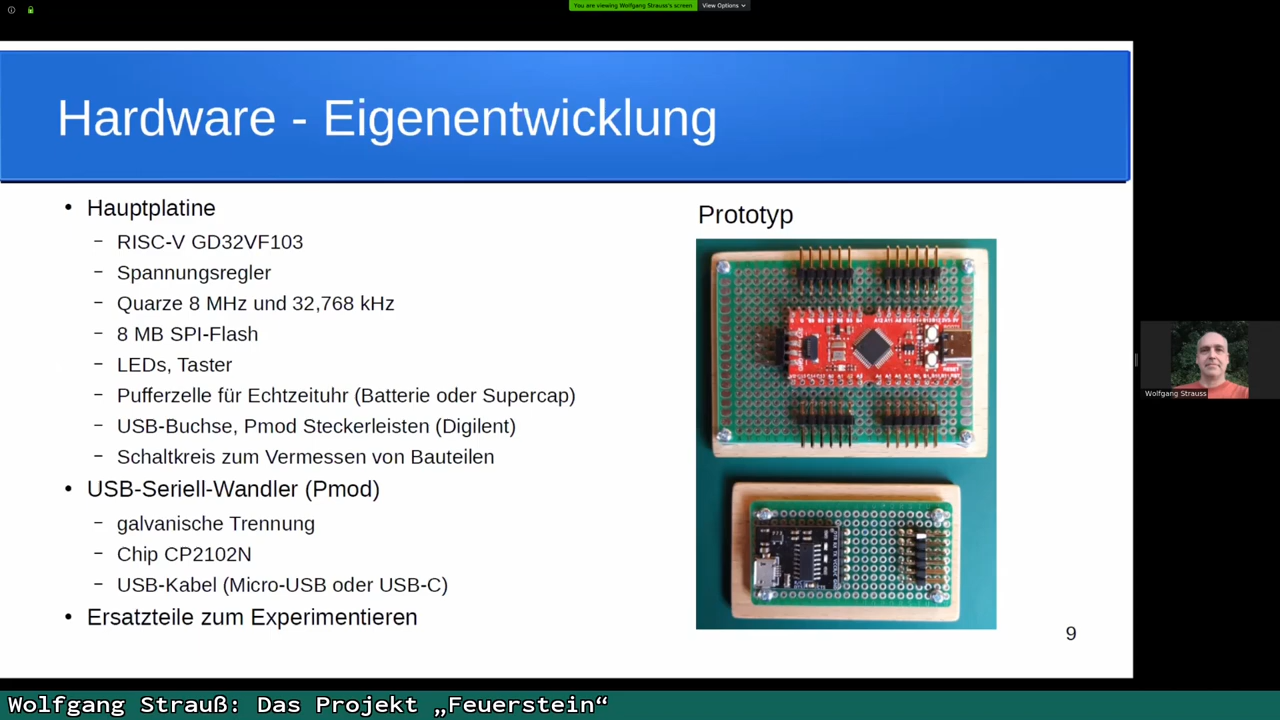 You are viewing Wolfgang Strauss's screen
View Options
Hardware - Eigenentwicklung
• Hauptplatine
– RISC-V GD32VF103
– Spannungsregler
– Quarze 8 MHz und 32,768 kHz
– 8 MB SPI-Flash
– LEDs, Taster
– Pufferzelle für Echtzeituhr (Batterie oder Supercap)
– USB-Buchse, Pmod Steckerleisten (Digilent)
– Schaltkreis zum Vermessen von Bauteilen
• USB-Seriell-Wandler (Pmod)
– galvanische Trennung
– Chip CP2102N
– USB-Kabel (Micro-USB oder USB-C)
• Ersatzteile zum Experimentieren
Prototyp
9
Wolfgang Strauss
Wolfgang Strauß: Das Projekt „Feuerstein“